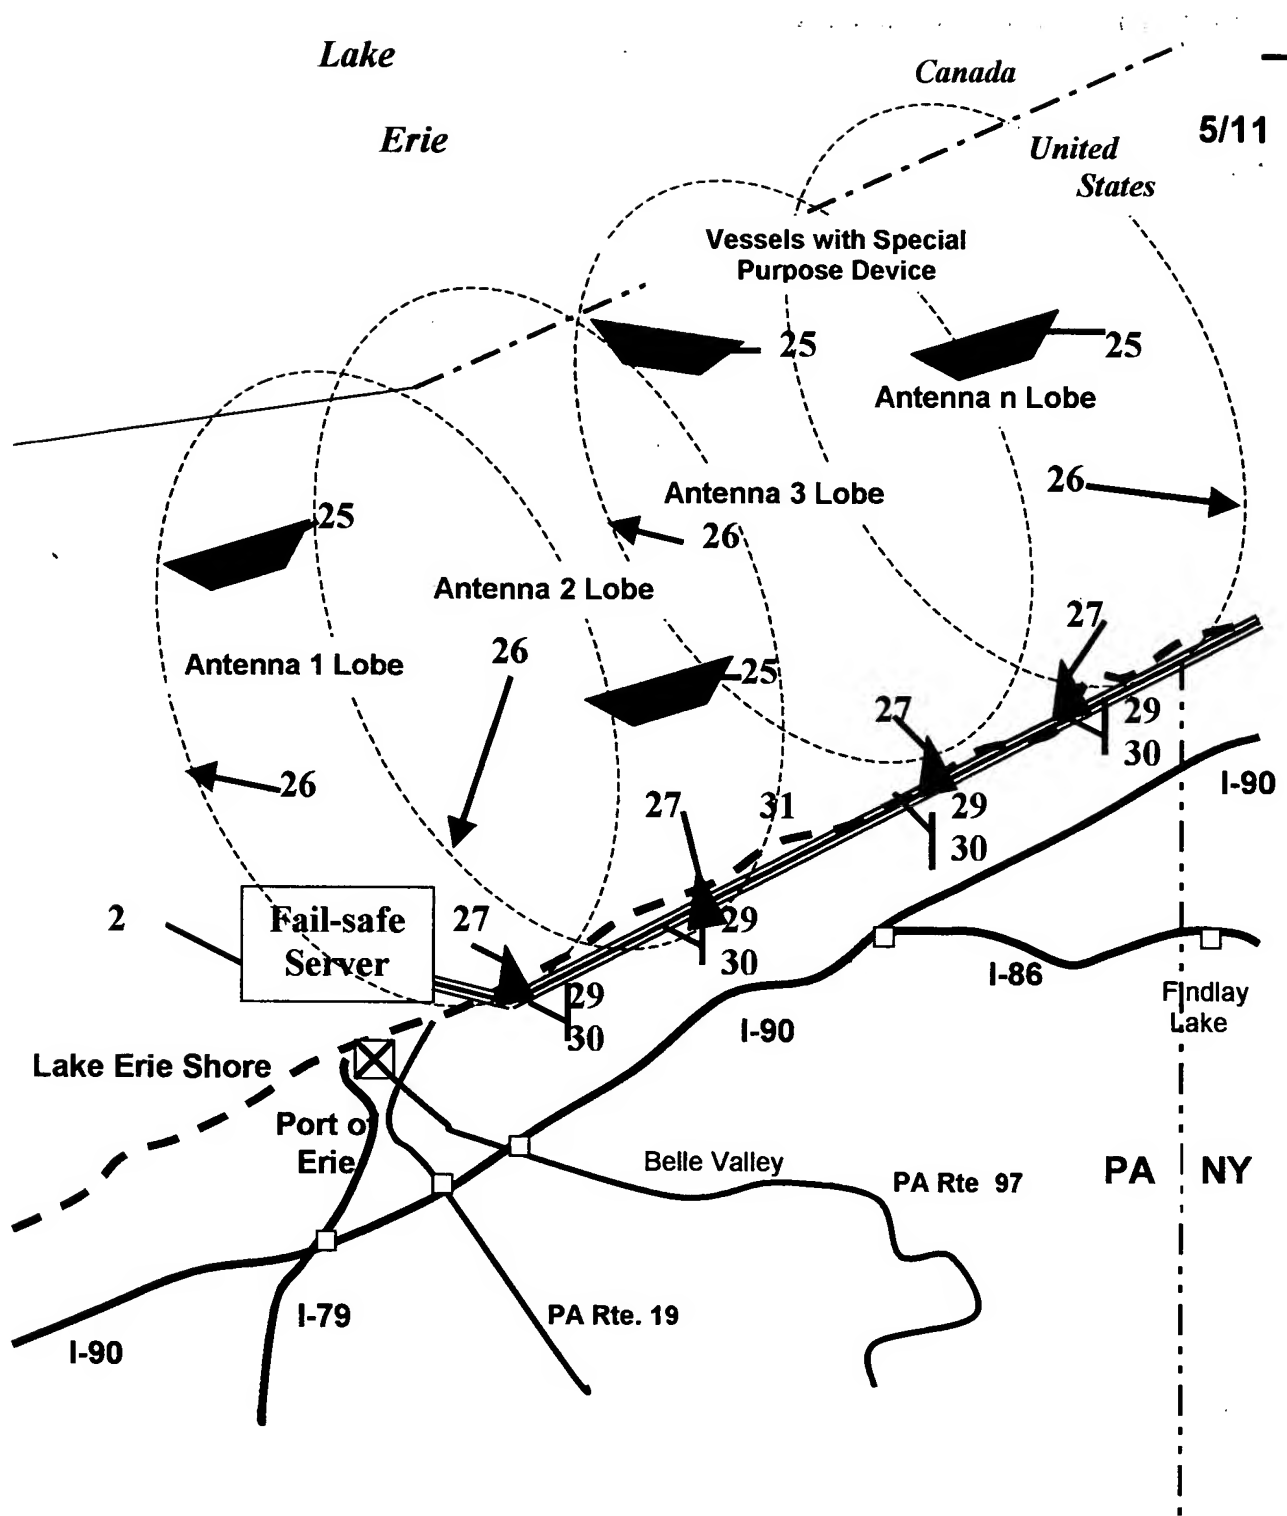 Lake
Erie
Canada
United
States
5/11
Vessels with Special
Purpose Device
25
25
Antenna n Lobe
26
Antenna 3 Lobe
26
25
Antenna 2 Lobe
Antenna 1 Lobe
26
25
27
27
29
30
I-90
26
27
31
29
30
2
Fail-safe
Server
27
29
30
I-86
Findlay
Lake
29
30
I-90
Lake Erie Shore
Port of
Erie
Belle Valley
PA Rte 97
PA
NY
I-79
PA Rte. 19
I-90